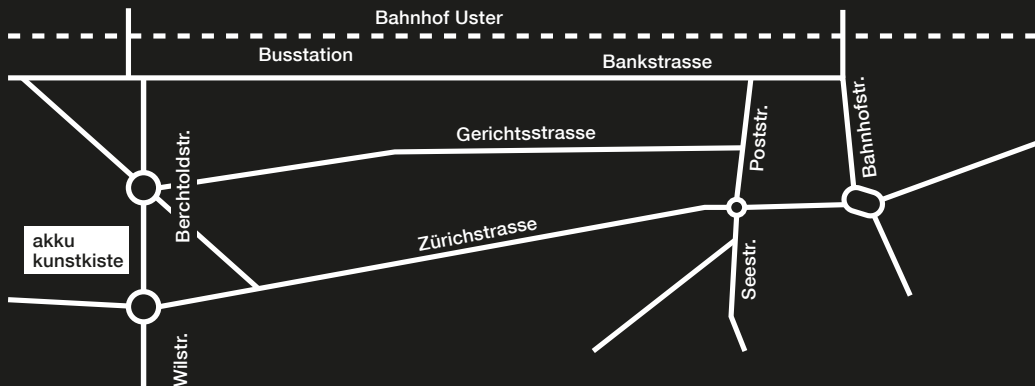 Bahnhof Uster
Busstation
Bankstrasse
Gerichtsstrasse
Poststr.
Bahnhofstr.
Berchtoldstr.
Zürichstrasse
akku
kunstkiste
Seestr.
Wilstr.